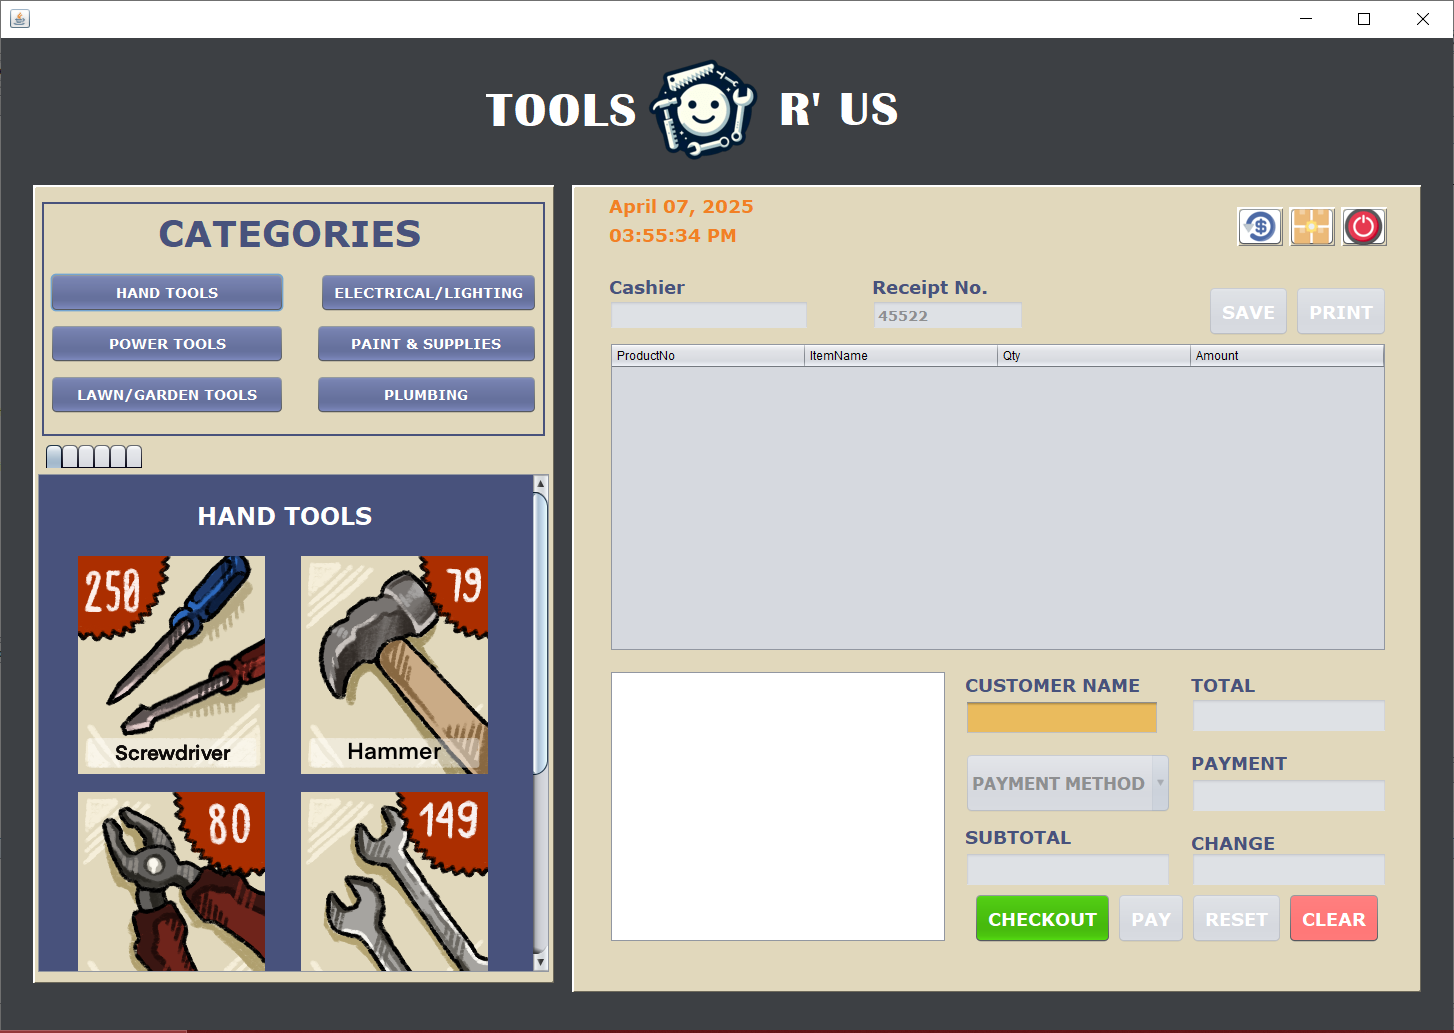 TOOLS R' US
CATEGORIES
HAND TOOLS
ELECTRICAL/LIGHTING
POWER TOOLS
PAINT & SUPPLIES
LAWN/GARDEN TOOLS
PLUMBING
HAND TOOLS
250
Screwdriver
79
Hammer
80
149
April 07, 2025
03:55:34 PM
Cashier
Receipt No.
45522
SAVE
PRINT
ProductNo ItemName Qty Amount
CUSTOMER NAME
TOTAL
PAYMENT METHOD
PAYMENT
SUBTOTAL
CHANGE
CHECKOUT
PAY
RESET
CLEAR